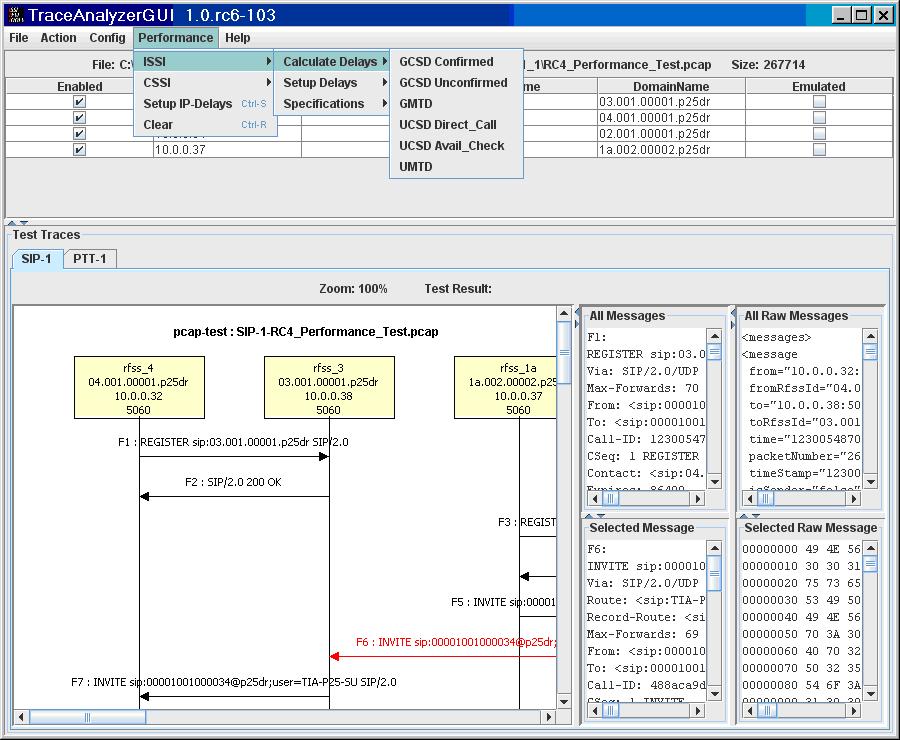 TraceAnalyzerGUI 1.0.rc6-103
File Action Config Performance Help
ISSI
CSSI
Setup IP-Delays Ctrl-S
Clear Ctrl-R
Calculate Delays
Setup Delays
Specifications
GCSD Confirmed
GCSD Unconfirmed
GMTD
UCSD Direct_Call
UCSD Avail_Check
UMTD
File: C:\ _1\RC4_Performance_Test.pcap Size: 267714
Enabled DomainName Emulated
03.001.00001.p25dr
04.001.00001.p25dr
02.001.00001.p25dr
10.0.0.37 1a.002.00002.p25dr
Test Traces
SIP-1 PTT-1
Zoom: 100% Test Result:
pcap-test : SIP-1-RC4_Performance_Test.pcap
rfss_4
04.001.00001.p25dr
10.0.0.32
5060
rfss_3
03.001.00001.p25dr
10.0.0.38
5060
rfss_1a
1a.002.00002.p25
10.0.0.37
5060
F1 : REGISTER sip:03.001.00001.p25dr SIP/2.0
F2 : SIP/2.0 200 OK
F3 : REGIST
F5 : INVITE sip:00001
F6 : INVITE sip:00001001000034@p25dr;
F7 : INVITE sip:00001001000034@p25dr;user=TIA-P25-SU SIP/2.0
All Messages
F1:
REGISTER sip:03.0
Via: SIP/2.0/UDP
Max-Forwards: 70
From: <sip:000010
To: <sip:00001001
Call-ID: 12300547
CSeq: 1 REGISTER
Contact: <sip:04.
Expires: 86400
All Raw Messages
<messages>
<message
from="10.0.0.32:
fromRfssId="04.0
to="10.0.0.38:50
toRfssId="03.001
time="1230054870
packetNumber="26
timeStamp="12300
isSender="false"
Selected Message
F6:
INVITE sip:000010
Via: SIP/2.0/UDP
Route: <sip:TIA-P
Record-Route: <si
Max-Forwards: 69
From: <sip:000010
To: <sip:00001001
Call-ID: 488aca9d
CSeq: 1 INVITE
Selected Raw Message
00000000 49 4E 56
00000010 30 30 31
00000020 75 73 65
00000030 53 49 50
00000040 49 4E 56
00000050 70 3A 30
00000060 40 70 32
00000070 50 32 35
00000080 54 6F 3A